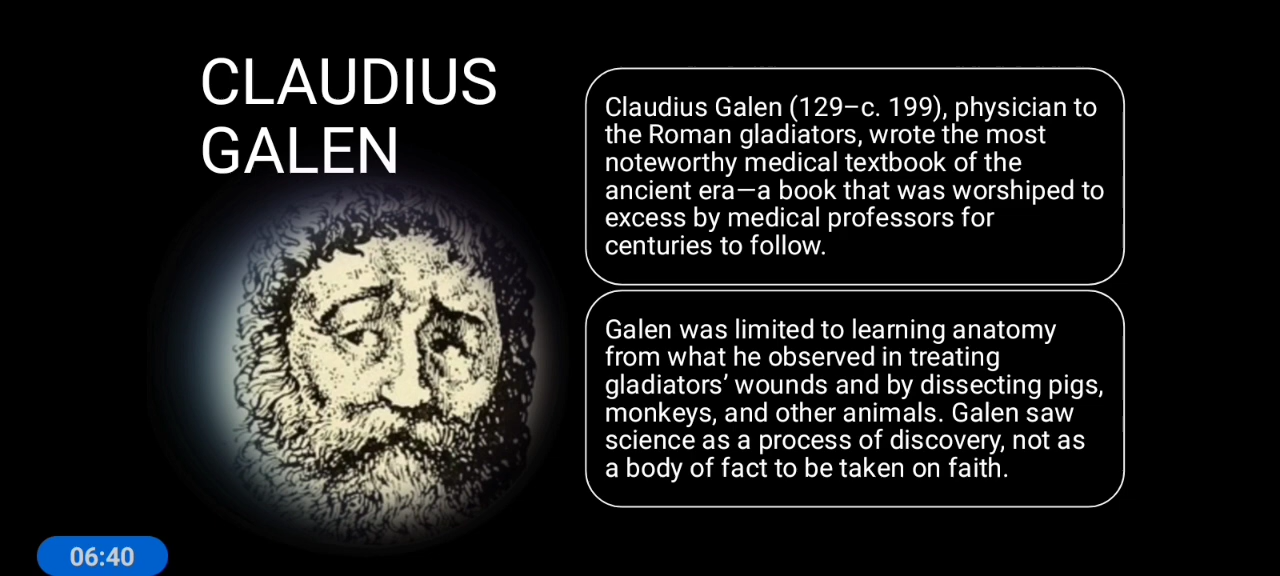 CLAUDIUS
GALEN
Claudius Galen (129–c. 199), physician to
the Roman gladiators, wrote the most
noteworthy medical textbook of the
ancient era—a book that was worshiped to
excess by medical professors for
centuries to follow.
Galen was limited to learning anatomy
from what he observed in treating
gladiators’ wounds and by dissecting pigs,
monkeys, and other animals. Galen saw
science as a process of discovery, not as
a body of fact to be taken on faith.
06:40